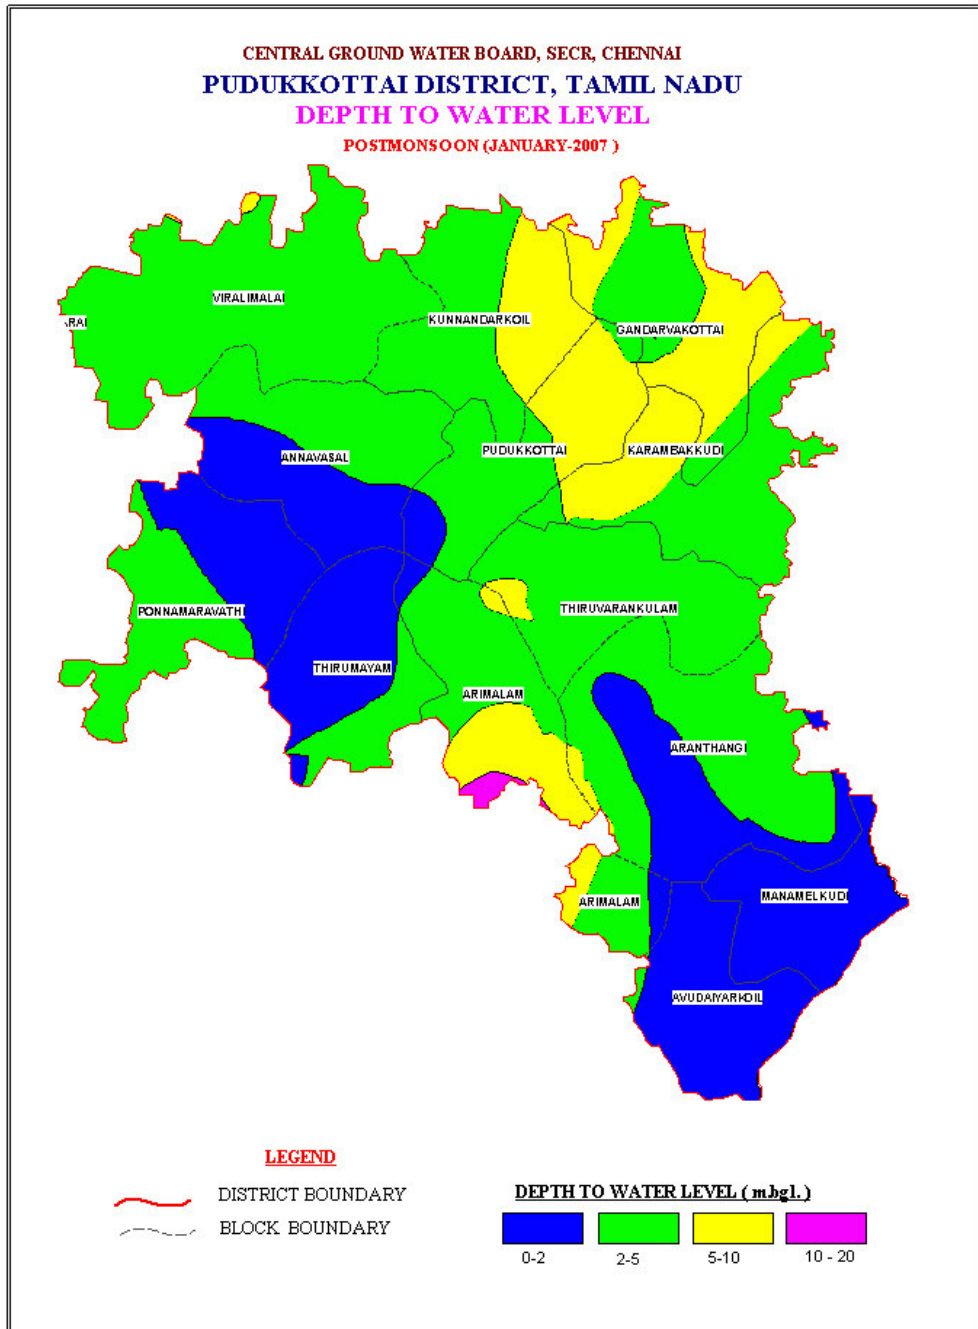 CENTRAL GROUND WATER BOARD, SECR, CHENNAI
PUDUKKOTTAI DISTRICT, TAMIL NADU
DEPTH TO WATER LEVEL
POSTMONSOON (JANUARY-2007 )
VIRALIMALAI
RAI
KUNNANDARKOIL
GANDARVAKOTTAI
ANNAVASAL
PUDUKKOTTAI
KARAMBAKKUDI
PONNAMARAVATHI
THIRUVARANKULAM
THIRUMAYAM
ARIMALAM
ARANTHANGI
ARIMALAM
MANAMELKUDI
AVUDAIYARKOIL
LEGEND
DISTRICT BOUNDARY
BLOCK BOUNDARY
DEPTH TO WATER LEVEL ( m.bgl. )
0-2
2-5
5-10
10 - 20